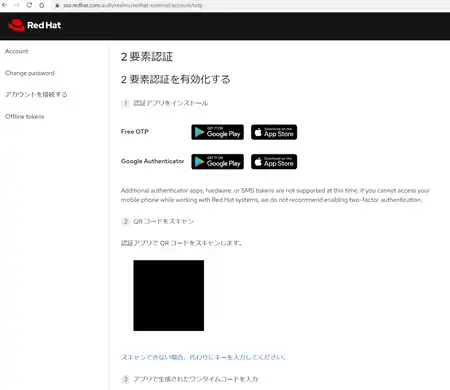 sso.redhat.com/auth/realms/redhat-external/account/totp
Red Hat
Account
Change password
アカウントを接続する
Offline tokens
2 要素認証
2 要素認証を有効化する
1 認証アプリをインストール
Free OTP
GET IT ON
Google Play
Download on the
App Store
Google Authenticator
GET IT ON
Google Play
Download on the
App Store
Additional authenticator apps, hardware, or SMS tokens are not supported at this time. If you cannot access your
mobile phone while working with Red Hat systems, we do not recommend enabling two-factor authentication.
2 QR コードをスキャン
認証アプリで QR コードをスキャンします。
スキャンできない場合、代わりにキーを入力してください。
3 アプリで生成されたワンタイムコードを入力